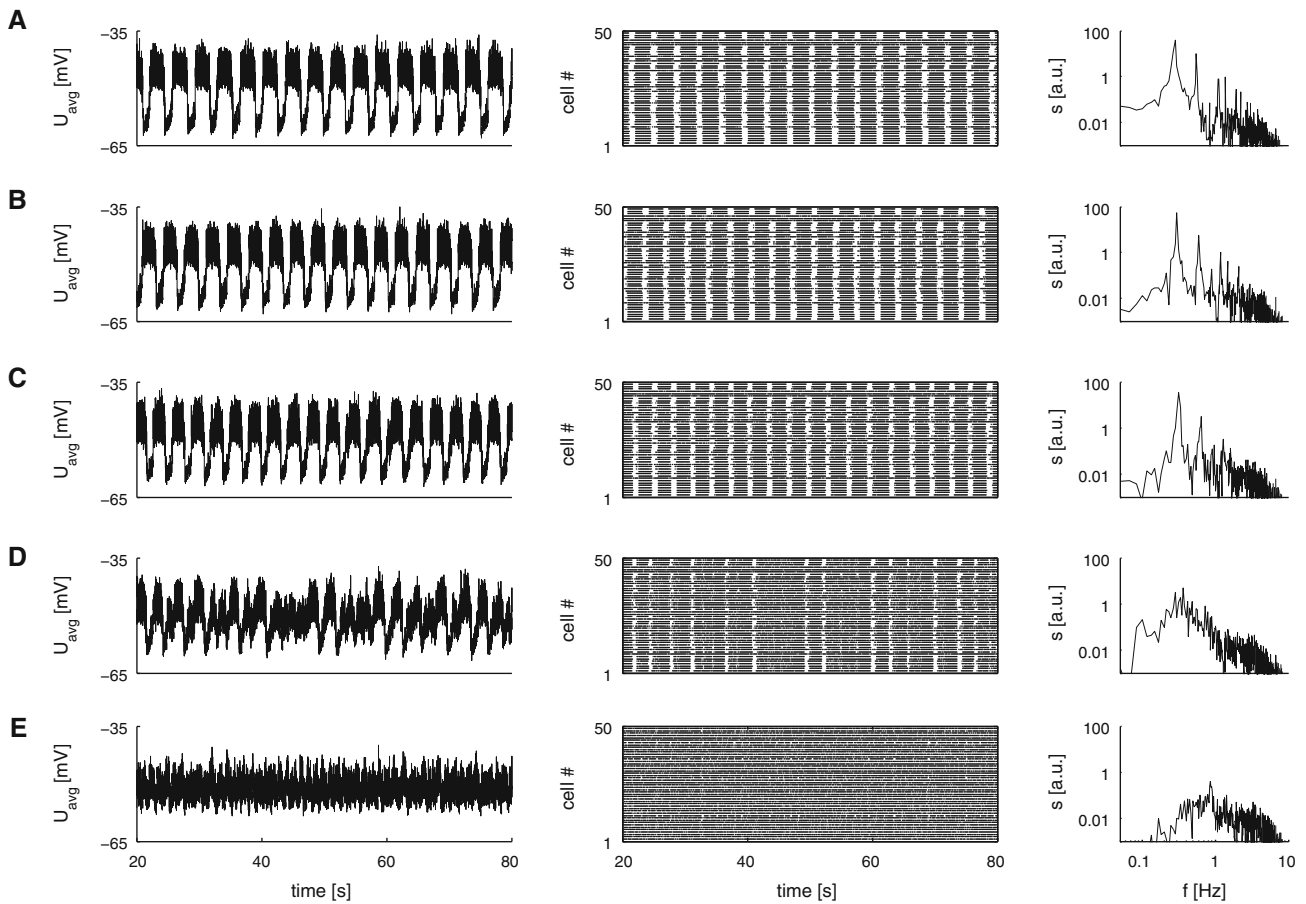 A
U_avg [mV]
−35
−65
cell #
50
1
s [a.u.]
100
1
0.01
B
U_avg [mV]
−35
−65
cell #
50
1
s [a.u.]
100
1
0.01
C
U_avg [mV]
−35
−65
cell #
50
1
s [a.u.]
100
1
0.01
D
U_avg [mV]
−35
−65
cell #
50
1
s [a.u.]
100
1
0.01
E
U_avg [mV]
−35
−65
20 40 60 80
time [s]
cell #
50
1
20 40 60 80
time [s]
s [a.u.]
100
1
0.01
0.1 1 10
f [Hz]